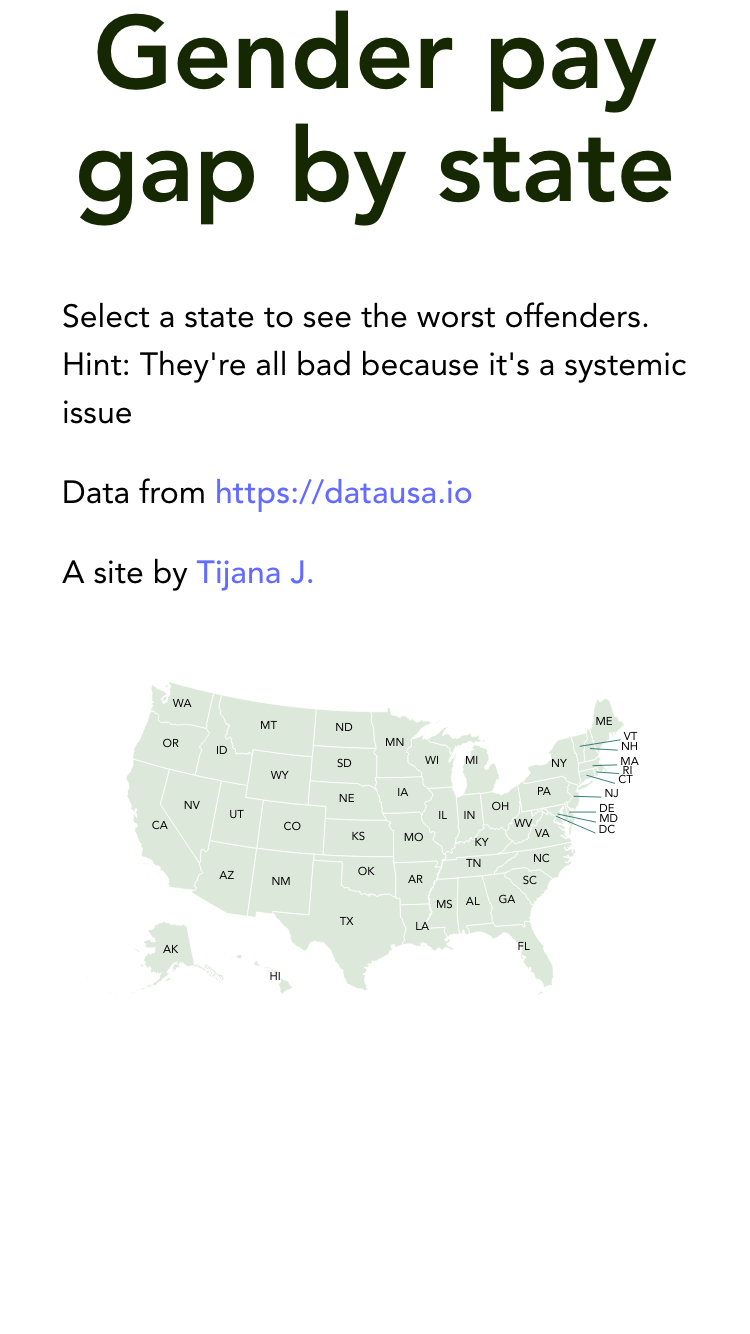 Gender pay
gap by state
Select a state to see the worst offenders.
Hint: They're all bad because it's a systemic
issue
Data from https://datausa.io
A site by Tijana J.
WA
ME
MT
ND
VT
OR
MN
NH
ID
WI
MI
MA
SD
NY
RI
WY
CT
IA
PA
NJ
NE
NV
OH
DE
UT
IL
IN
MD
CA
CO
WV
DC
KS
MO
VA
KY
NC
TN
OK
AZ
AR
SC
NM
MS
AL
GA
TX
LA
FL
AK
HI